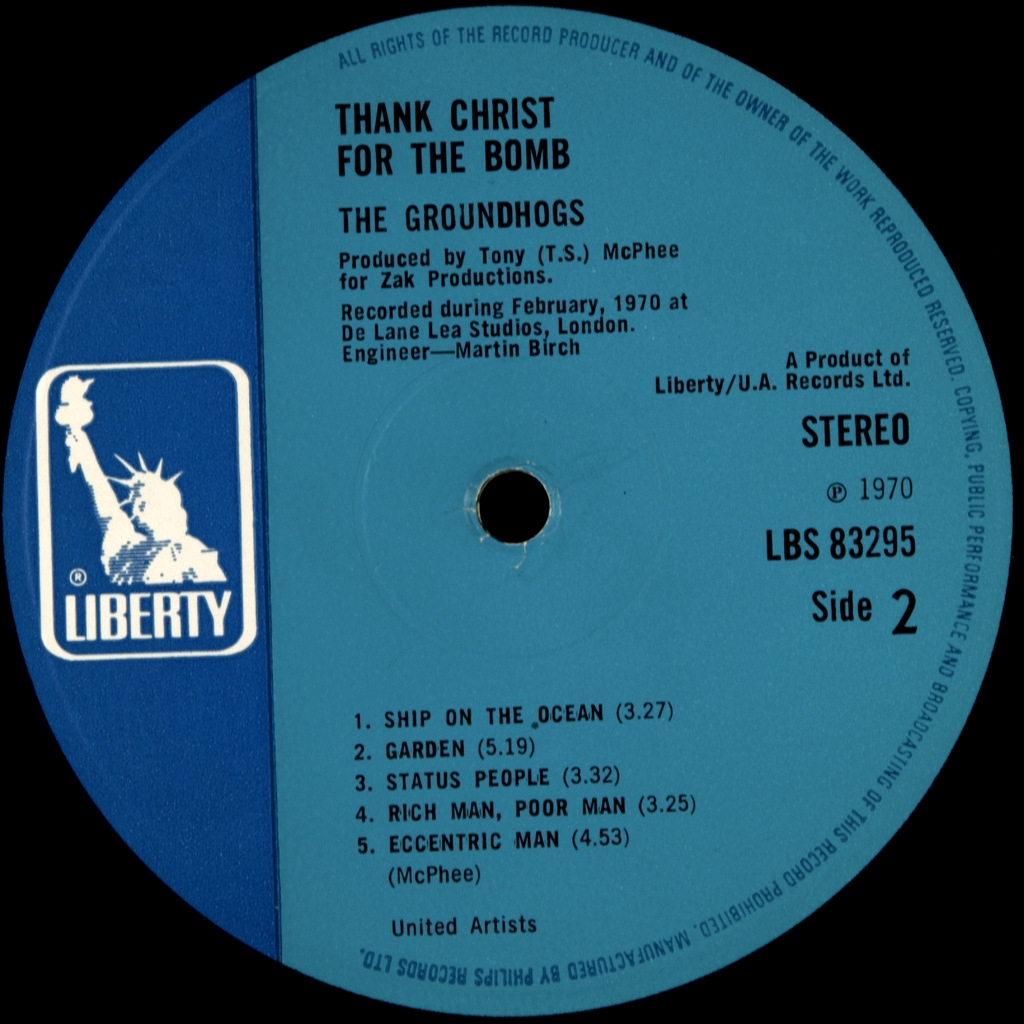 ALL RIGHTS OF THE RECORD PRODUCER AND OF THE OWNER OF THE WORK REPRODUCED RESERVED. COPYING, PUBLIC PERFORMANCE AND BROADCASTING OF THIS RECORD PROHIBITED. MANUFACTURED BY PHILIPS RECORDS LTD.
THANK CHRIST
FOR THE BOMB
THE GROUNDHOGS
Produced by Tony (T.S.) McPhee
for Zak Productions.
Recorded during February, 1970 at
De Lane Lea Studios, London.
Engineer—Martin Birch
A Product of
Liberty/U.A. Records Ltd.
STEREO
℗ 1970
LBS 83295
Side 2
®
LIBERTY
1. SHIP ON THE OCEAN (3.27)
2. GARDEN (5.19)
3. STATUS PEOPLE (3.32)
4. RICH MAN, POOR MAN (3.25)
5. ECCENTRIC MAN (4.53)
(McPhee)
United Artists